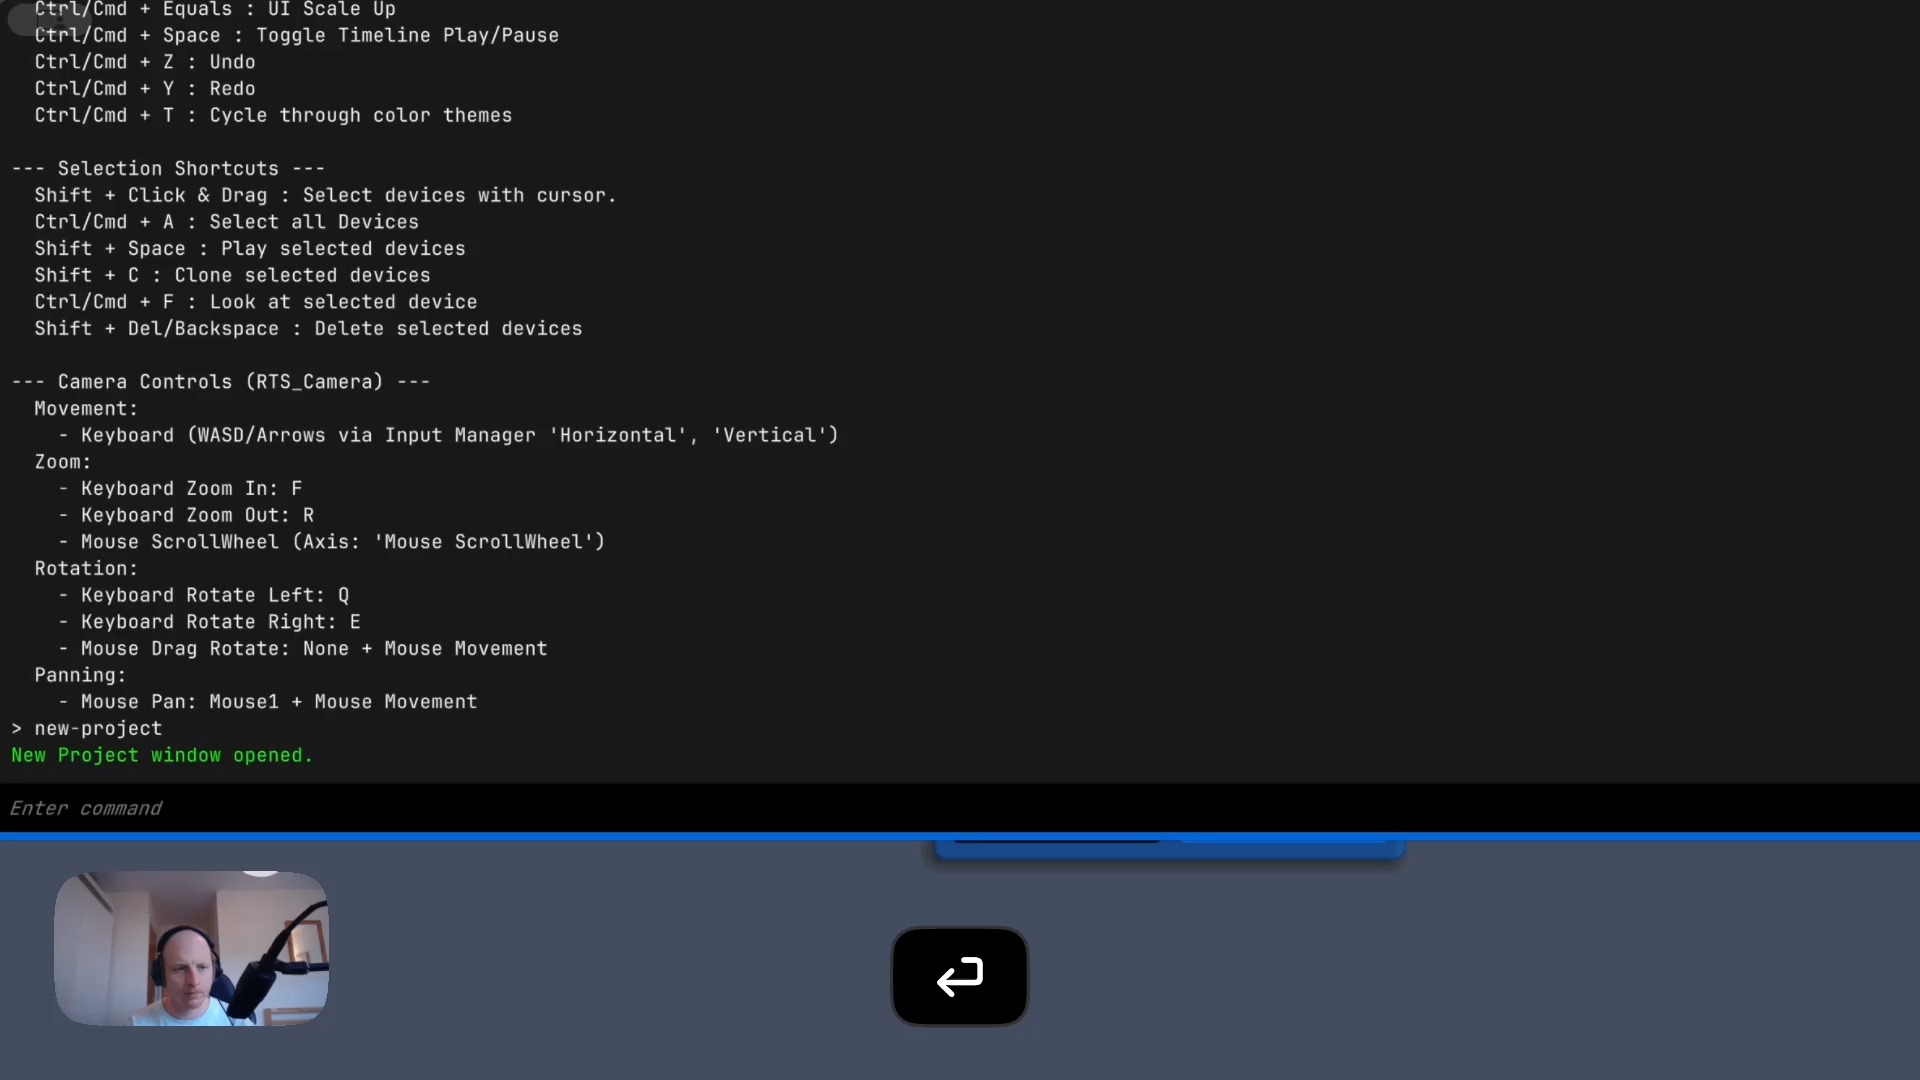 Ctrl/Cmd + Equals : UI Scale Up
Ctrl/Cmd + Space : Toggle Timeline Play/Pause
Ctrl/Cmd + Z : Undo
Ctrl/Cmd + Y : Redo
Ctrl/Cmd + T : Cycle through color themes
--- Selection Shortcuts ---
Shift + Click & Drag : Select devices with cursor.
Ctrl/Cmd + A : Select all Devices
Shift + Space : Play selected devices
Shift + C : Clone selected devices
Ctrl/Cmd + F : Look at selected device
Shift + Del/Backspace : Delete selected devices
--- Camera Controls (RTS_Camera) ---
Movement:
- Keyboard (WASD/Arrows via Input Manager 'Horizontal', 'Vertical')
Zoom:
- Keyboard Zoom In: F
- Keyboard Zoom Out: R
- Mouse ScrollWheel (Axis: 'Mouse ScrollWheel')
Rotation:
- Keyboard Rotate Left: Q
- Keyboard Rotate Right: E
- Mouse Drag Rotate: None + Mouse Movement
Panning:
- Mouse Pan: Mouse1 + Mouse Movement
> new-project
New Project window opened.
Enter command